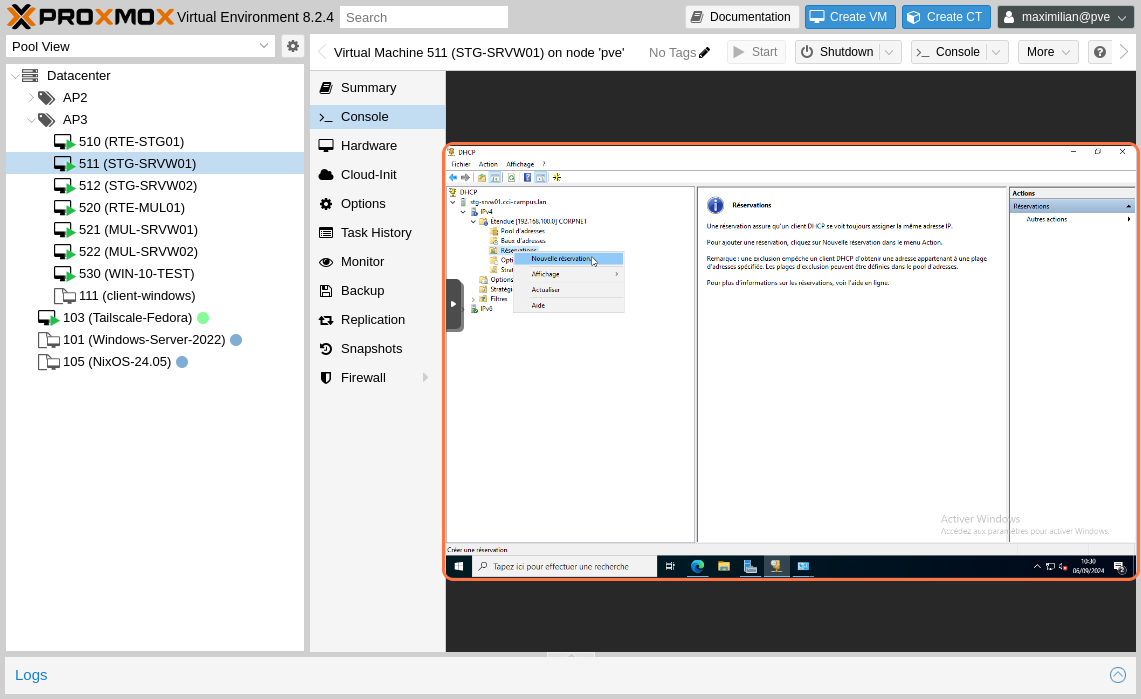 PROXMOX Virtual Environment 8.2.4 Search Documentation Create VM Create CT maximilian@pve
Pool View
Datacenter
AP2
AP3
510 (RTE-STG01)
511 (STG-SRVW01)
512 (STG-SRVW02)
520 (RTE-MUL01)
521 (MUL-SRVW01)
522 (MUL-SRVW02)
530 (WIN-10-TEST)
111 (client-windows)
103 (Tailscale-Fedora)
101 (Windows-Server-2022)
105 (NixOS-24.05)
Virtual Machine 511 (STG-SRVW01) on node 'pve' No Tags Start Shutdown Console More
Summary
Console
Hardware
Cloud-Init
Options
Task History
Monitor
Backup
Replication
Snapshots
Firewall
DHCP
Fichier Action Affichage ?
DHCP
stg-srvw01.cci-campus.lan
IPv4
Étendue [192.168.100.0] CORPNET
Pool d'adresses
Baux d'adresses
Réservations
Opti
Strat
Options
Stratégi
Filtres
IPv6
Nouvelle réservation...
Affichage
Actualiser
Aide
Réservations
Une réservation assure qu'un client DHCP se voit toujours assigner la même adresse IP.
Pour ajouter une réservation, cliquez sur Nouvelle réservation dans le menu Action.
Remarque : une exclusion empêche un client DHCP d'obtenir une adresse appartenant à une plage
d'adresses spécifiée. Les plages d'exclusion peuvent être définies dans le pool d'adresses.
Pour plus d'informations sur les réservations, voir l'aide en ligne.
Actions
Réservations
Autres actions
Activer Windows
Accédez aux paramètres pour activer Windows.
Créer une réservation
Tapez ici pour effectuer une recherche
10:30
06/09/2024
2
Logs